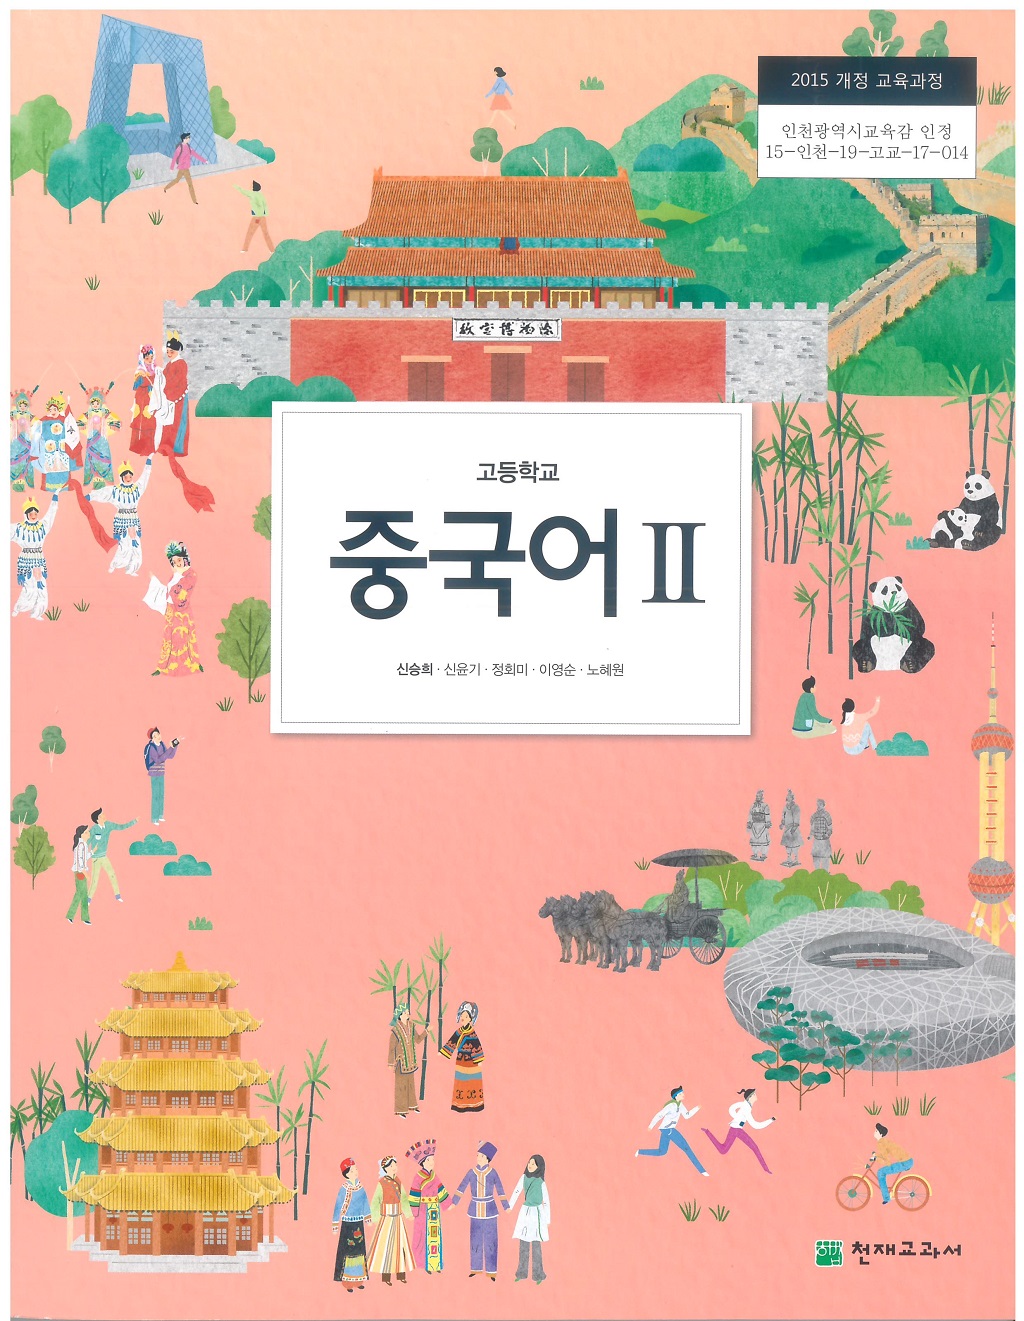 2015 개정 교육과정
인천광역시교육감 인정
15-인천-19-고교-17-014
故宫博物院
고등학교
중국어 Ⅱ
신승희 · 신윤기 · 정회미 · 이영순 · 노혜원
천재교과서